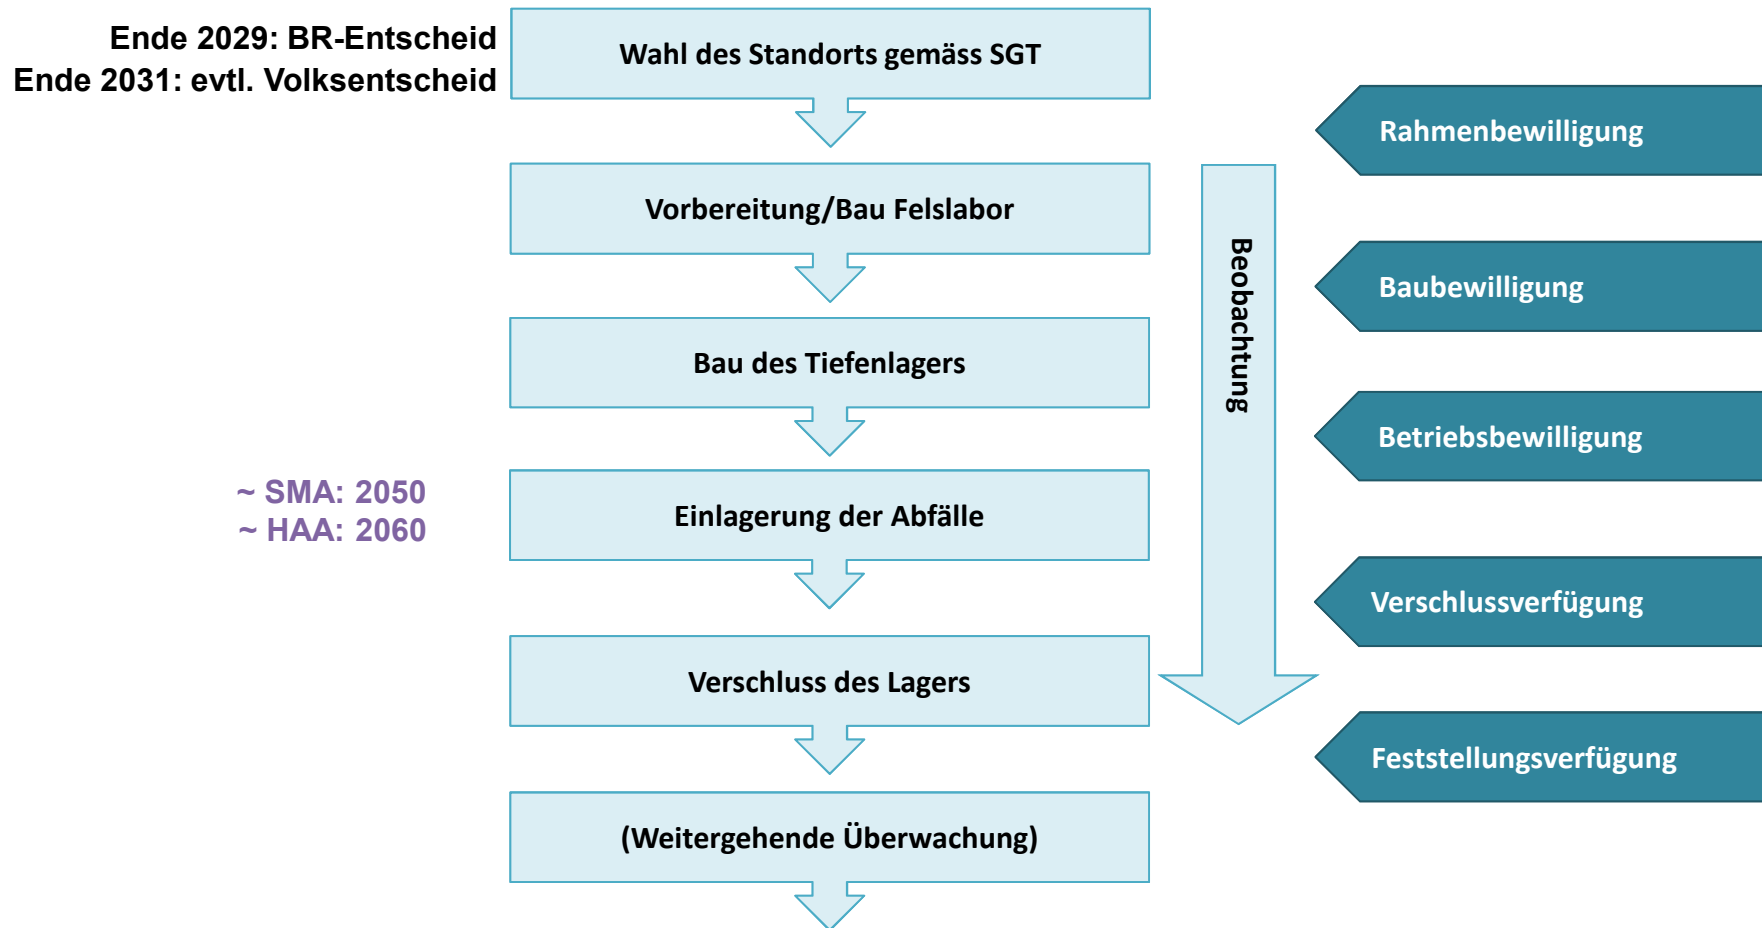 Ende 2029: BR-Entscheid
Ende 2031: evtl. Volksentscheid
Wahl des Standorts gemäss SGT
Rahmenbewilligung
Vorbereitung/Bau Felslabor
Beobachtung
Baubewilligung
Bau des Tiefenlagers
Betriebsbewilligung
~ SMA: 2050
~ HAA: 2060
Einlagerung der Abfälle
Verschlussverfügung
Verschluss des Lagers
Feststellungsverfügung
(Weitergehende Überwachung)